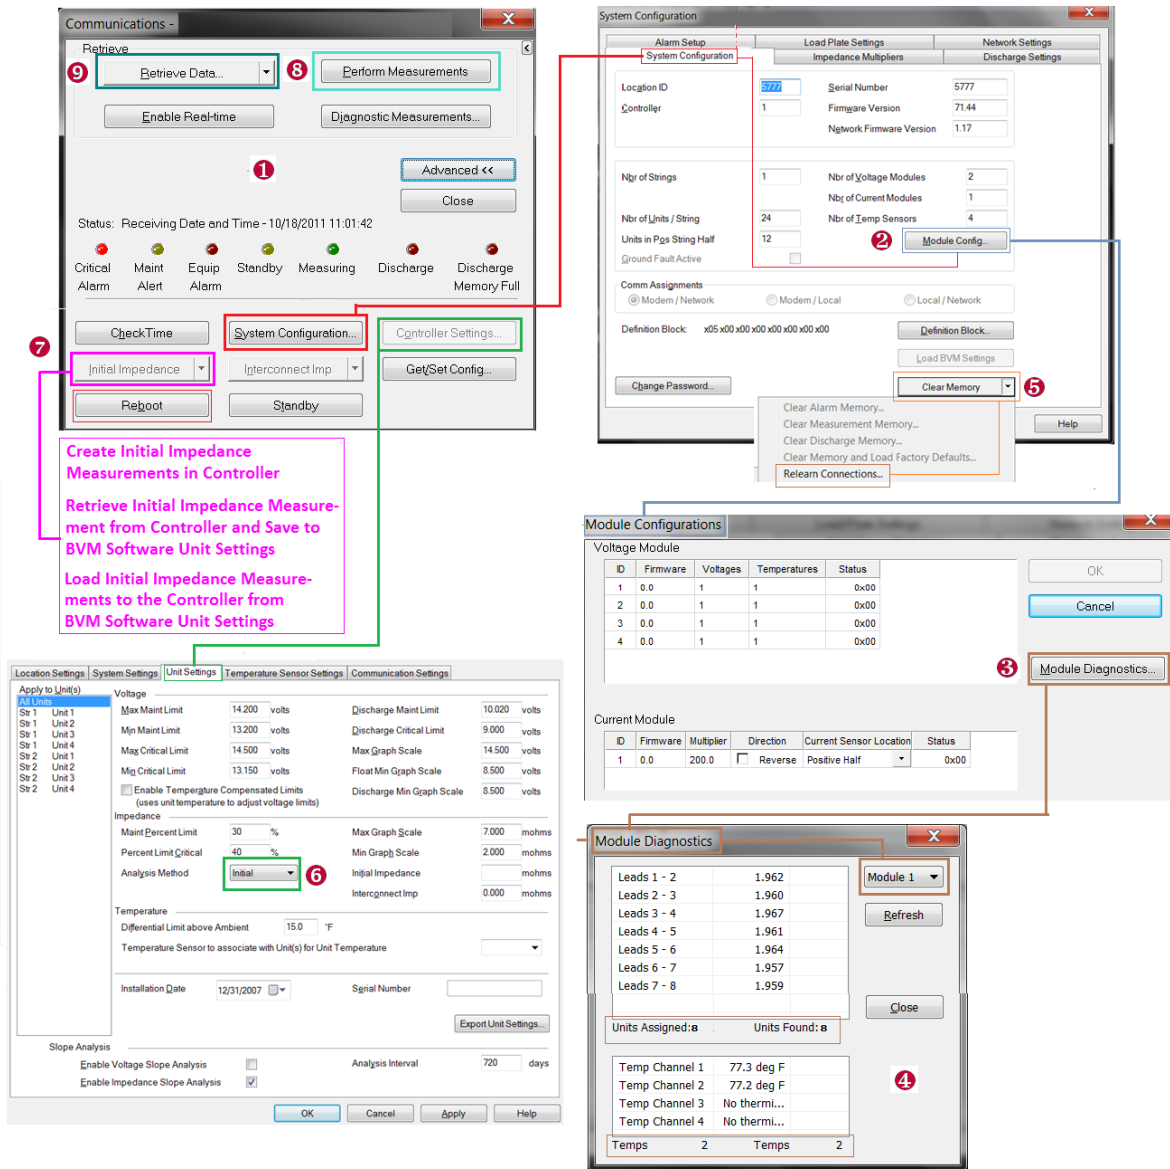 Communications -
Retrieve
9
Retrieve Data...
8
Perform Measurements
Enable Real-time
Diagnostic Measurements...
1
Advanced <<
Close
Status: Receiving Date and Time - 10/18/2011 11:01:42
Critical Alarm
Maint Alert
Equip Alarm
Standby
Measuring
Discharge
Discharge Memory Full
CheckTime
System Configuration...
Controller Settings...
7
Initial Impedance
Interconnect Imp
Get/Set Config...
Reboot
Standby
Create Initial Impedance
Measurements in Controller
Retrieve Initial Impedance Measure-
ment from Controller and Save to
BVM Software Unit Settings
Load Initial Impedance Measure-
ments to the Controller from
BVM Software Unit Settings
System Configuration
Alarm Setup
Load Plate Settings
Network Settings
System Configuration
Impedance Multipliers
Discharge Settings
Location ID 5777 Serial Number 5777
Controller 1 Firmware Version 71.44
Network Firmware Version 1.17
Nbr of Strings 1 Nbr of Voltage Modules 2
Nbr of Current Modules 1
Nbr of Units / String 24 Nbr of Temp Sensors 4
Units in Pos String Half 12
2
Module Config...
Ground Fault Active
Comm Assignments
Modem / Network Modem / Local Local / Network
Definition Block: x05 x00 x00 x00 x00 x00 x00 x00 Definition Block...
Load BVM Settings
Change Password...
Clear Memory
5
Clear Alarm Memory...
Clear Measurement Memory...
Clear Discharge Memory...
Clear Memory and Load Factory Defaults...
Relearn Connections...
Help
Module Configurations
Load Plate Settings
Voltage Module
ID Firmware Voltages Temperatures Status
1 0.0 1 1 0x00
2 0.0 1 1 0x00
3 0.0 1 1 0x00
4 0.0 1 1 0x00
OK
Cancel
3
Module Diagnostics...
Current Module
ID Firmware Multiplier Direction Current Sensor Location Status
1 0.0 200.0 Reverse Positive Half 0x00
Location Settings System Settings Unit Settings Temperature Sensor Settings Communication Settings
Apply to Unit(s)
All Units
Str 1 Unit 1
Str 1 Unit 2
Str 1 Unit 3
Str 1 Unit 4
Str 2 Unit 1
Str 2 Unit 2
Str 2 Unit 3
Str 2 Unit 4
Voltage
Max Maint Limit 14.200 volts Discharge Maint Limit 10.020 volts
Min Maint Limit 13.200 volts Discharge Critical Limit 9.000 volts
Max Critical Limit 14.500 volts Max Graph Scale 14.500 volts
Min Critical Limit 13.150 volts Float Min Graph Scale 8.500 volts
Enable Temperature Compensated Limits
(uses unit temperature to adjust voltage limits)
Discharge Min Graph Scale 8.500 volts
Impedance
Maint Percent Limit 30 % Max Graph Scale 7.000 mohms
Percent Limit Critical 40 % Min Graph Scale 2.000 mohms
Analysis Method Initial 6 Initial Impedance mohms
Interconnect Imp 0.000 mohms
Temperature
Differential Limit above Ambient 15.0 °F
Temperature Sensor to associate with Unit(s) for Unit Temperature
Installation Date 12/31/2007 Serial Number
Export Unit Settings...
Slope Analysis
Enable Voltage Slope Analysis Analysis Interval 720 days
Enable Impedance Slope Analysis
OK Cancel Apply Help
Module Diagnostics
Leads 1 - 2 1.962
Leads 2 - 3 1.960
Leads 3 - 4 1.967
Leads 4 - 5 1.961
Leads 5 - 6 1.964
Leads 6 - 7 1.957
Leads 7 - 8 1.959
Module 1
Refresh
Close
Units Assigned:8 Units Found:8
Temp Channel 1 77.3 deg F
Temp Channel 2 77.2 deg F
Temp Channel 3 No thermi...
Temp Channel 4 No thermi...
4
Temps 2 Temps 2